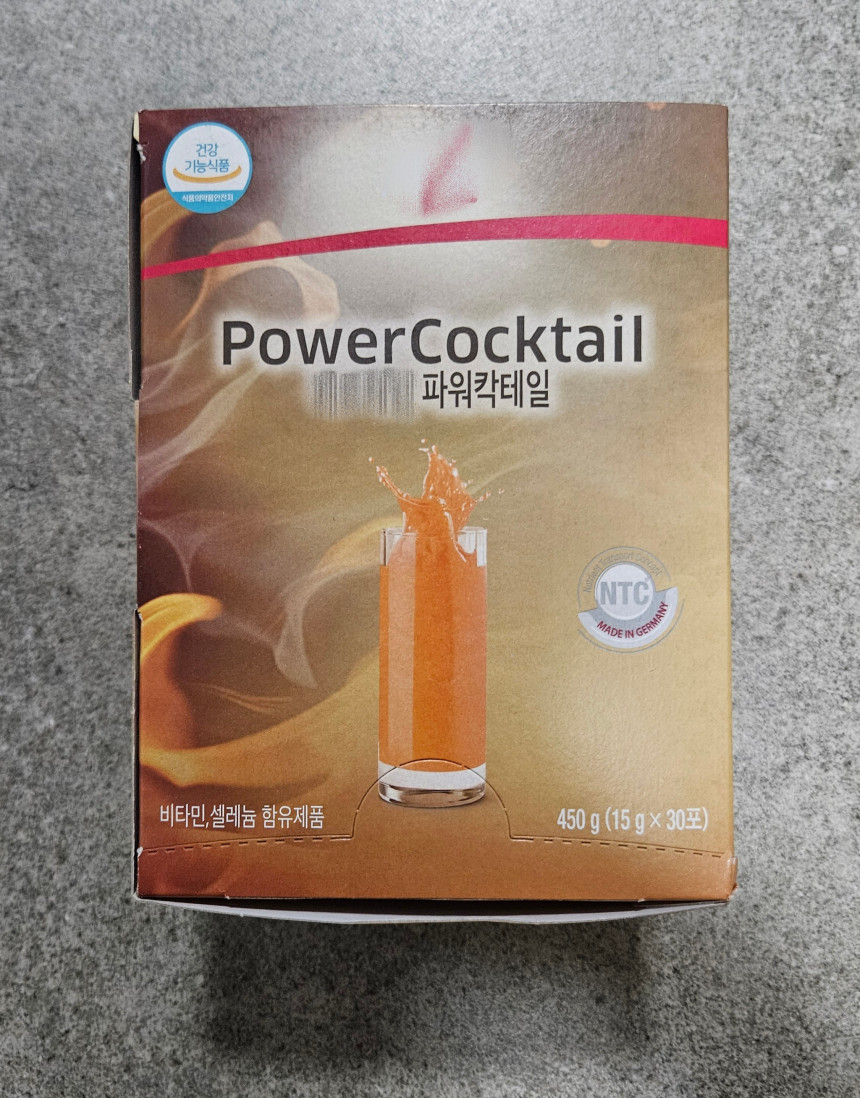 건강
기능식품
식품의약품안전처
PowerCocktail
파워칵테일
NTC
MADE IN GERMANY
비타민,셀레늄 함유제품
450 g (15 g × 30포)